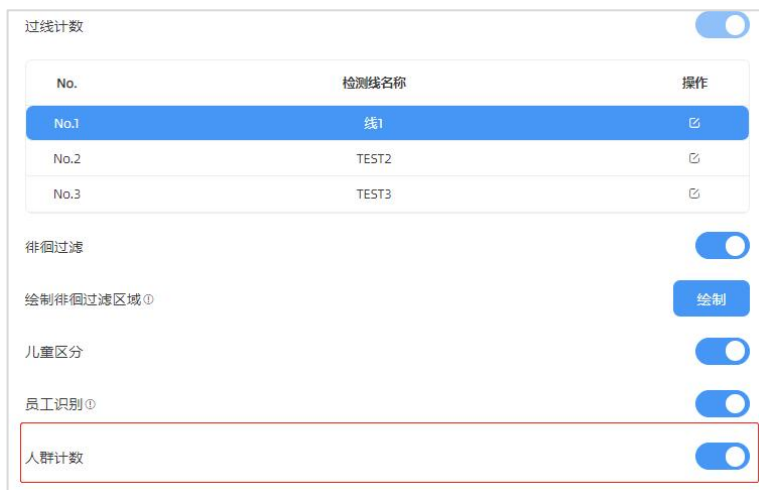 过线计数
No. 检测线名称 操作
No.1 线1
No.2 TEST2
No.3 TEST3
徘徊过滤
绘制徘徊过滤区域 绘制
儿童区分
员工识别
人群计数